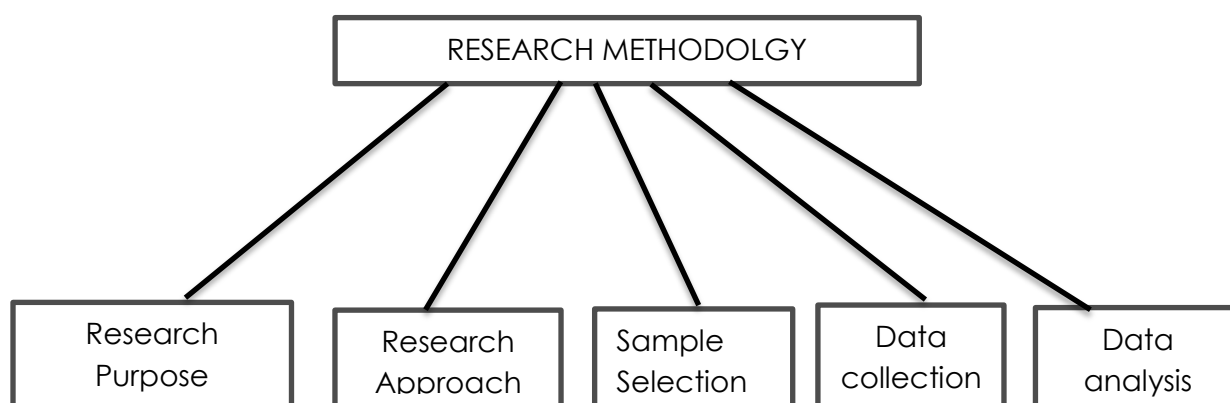 RESEARCH METHODOLGY
Research
Purpose
Research
Approach
Sample
Selection
Data
collection
Data
analysis